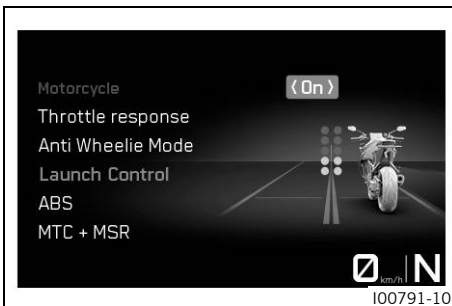 Motorcycle
‹ On ›
Throttle response
Anti Wheelie Mode
Launch Control
ABS
MTC + MSR
0 km/h N
I00791-10